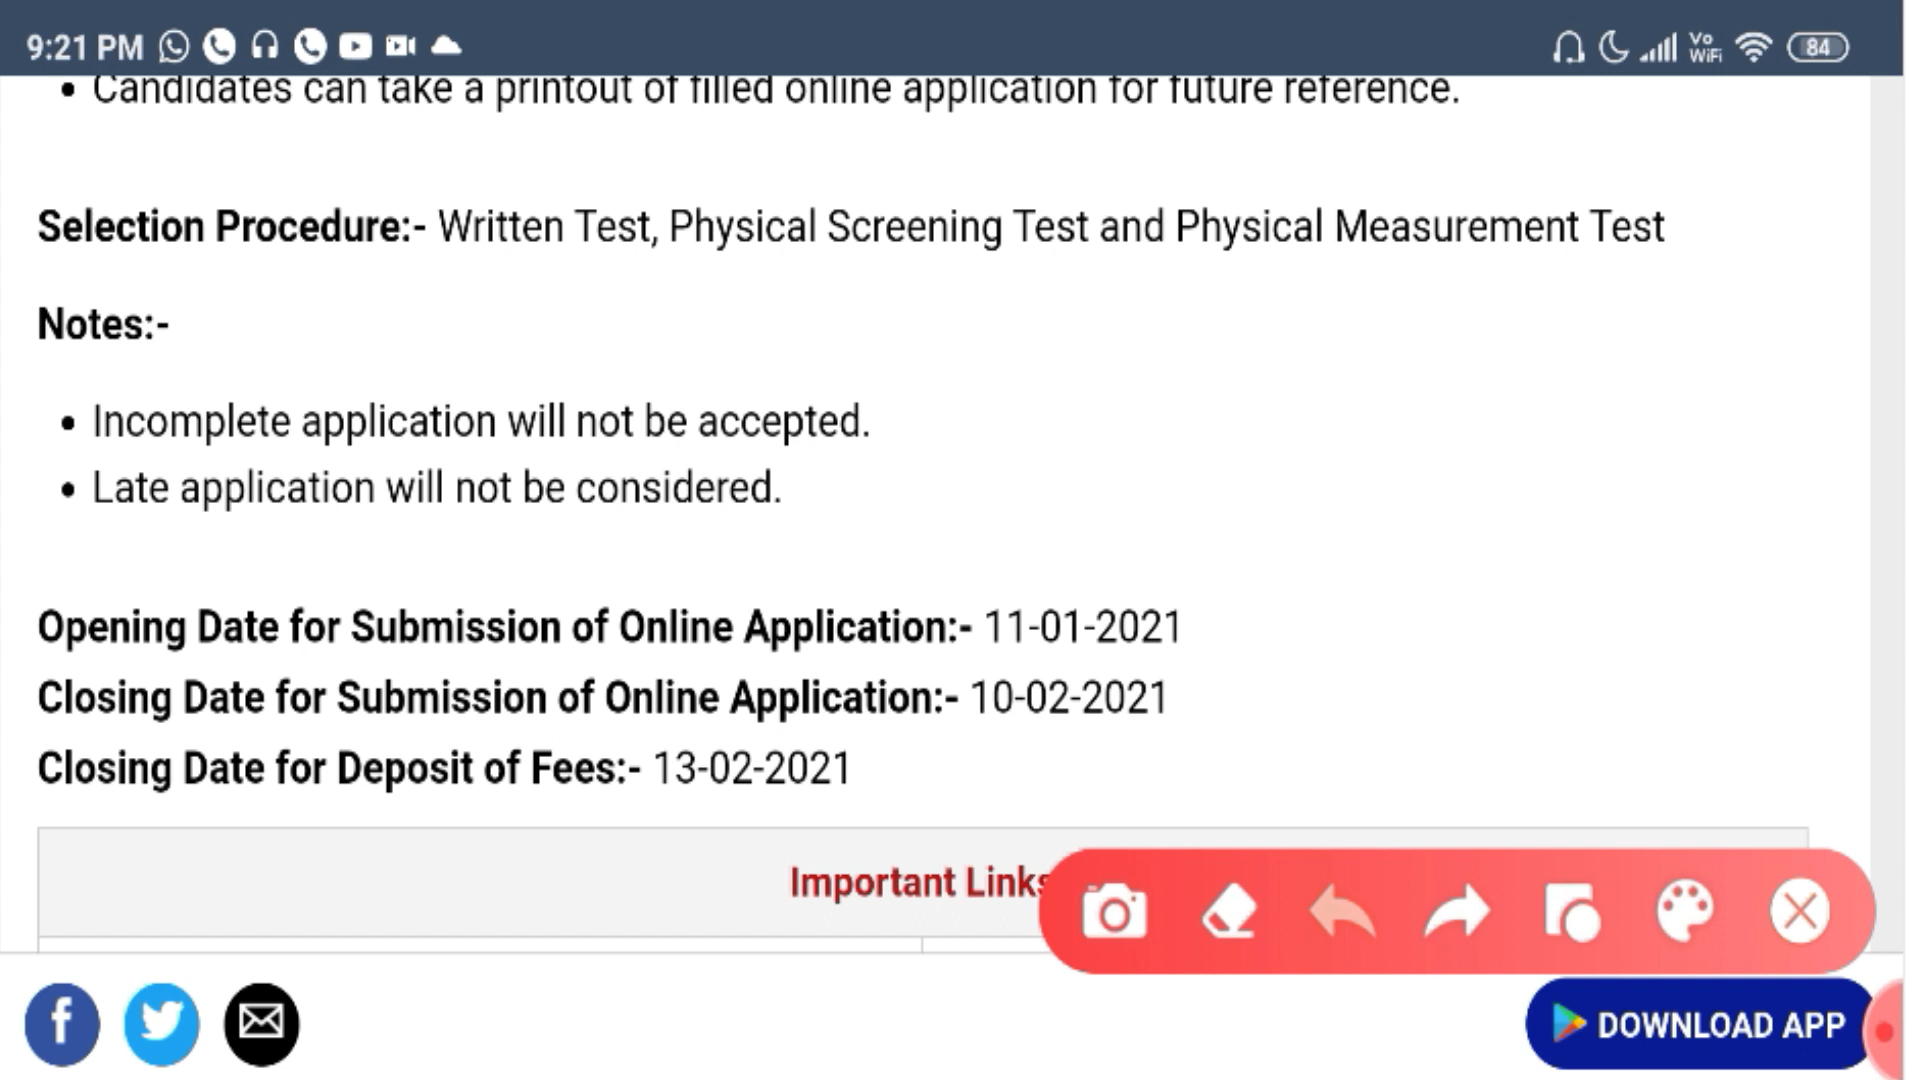 9:21 PM
Vo
WiFi
84
• Candidates can take a printout of filled online application for future reference.
Selection Procedure:- Written Test, Physical Screening Test and Physical Measurement Test
Notes:-
• Incomplete application will not be accepted.
• Late application will not be considered.
Opening Date for Submission of Online Application:- 11-01-2021
Closing Date for Submission of Online Application:- 10-02-2021
Closing Date for Deposit of Fees:- 13-02-2021
Important Links
DOWNLOAD APP